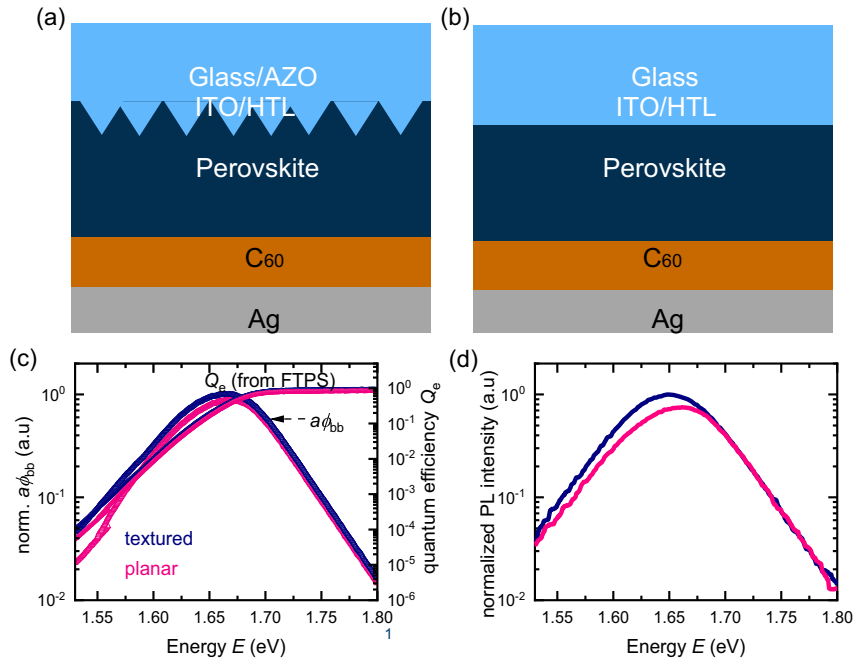 (a)
Glass/AZO
ITO/HTL
Perovskite
C60
Ag
(b)
Glass
ITO/HTL
Perovskite
C60
Ag
(c)
norm. aϕbb (a.u)
10^0
10^-1
10^-2
Qe (from FTPS)
aϕbb
textured
planar
1.55 1.60 1.65 1.70 1.75 1.80
Energy E (eV)
10^0
10^-1
10^-2
10^-3
10^-4
10^-5
10^-6
quantum efficiency Qe
1
(d)
normalized PL intensity (a.u)
10^0
10^-1
10^-2
1.55 1.60 1.65 1.70 1.75 1.80
Energy E (eV)